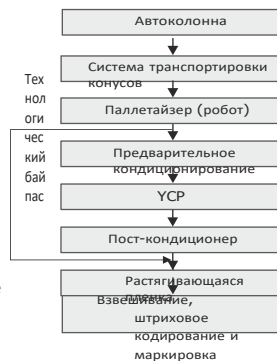 Автоколонна
Система транспортировки
конусов
Тех
нол
оги
чес
кий
бай
пас
Паллетайзер (робот)
Предварительное
кондиционирование
YCP
Пост-кондиционер
Растягивающаяся
пленка
Взвешивание,
штриховое
кодирование и
маркировка